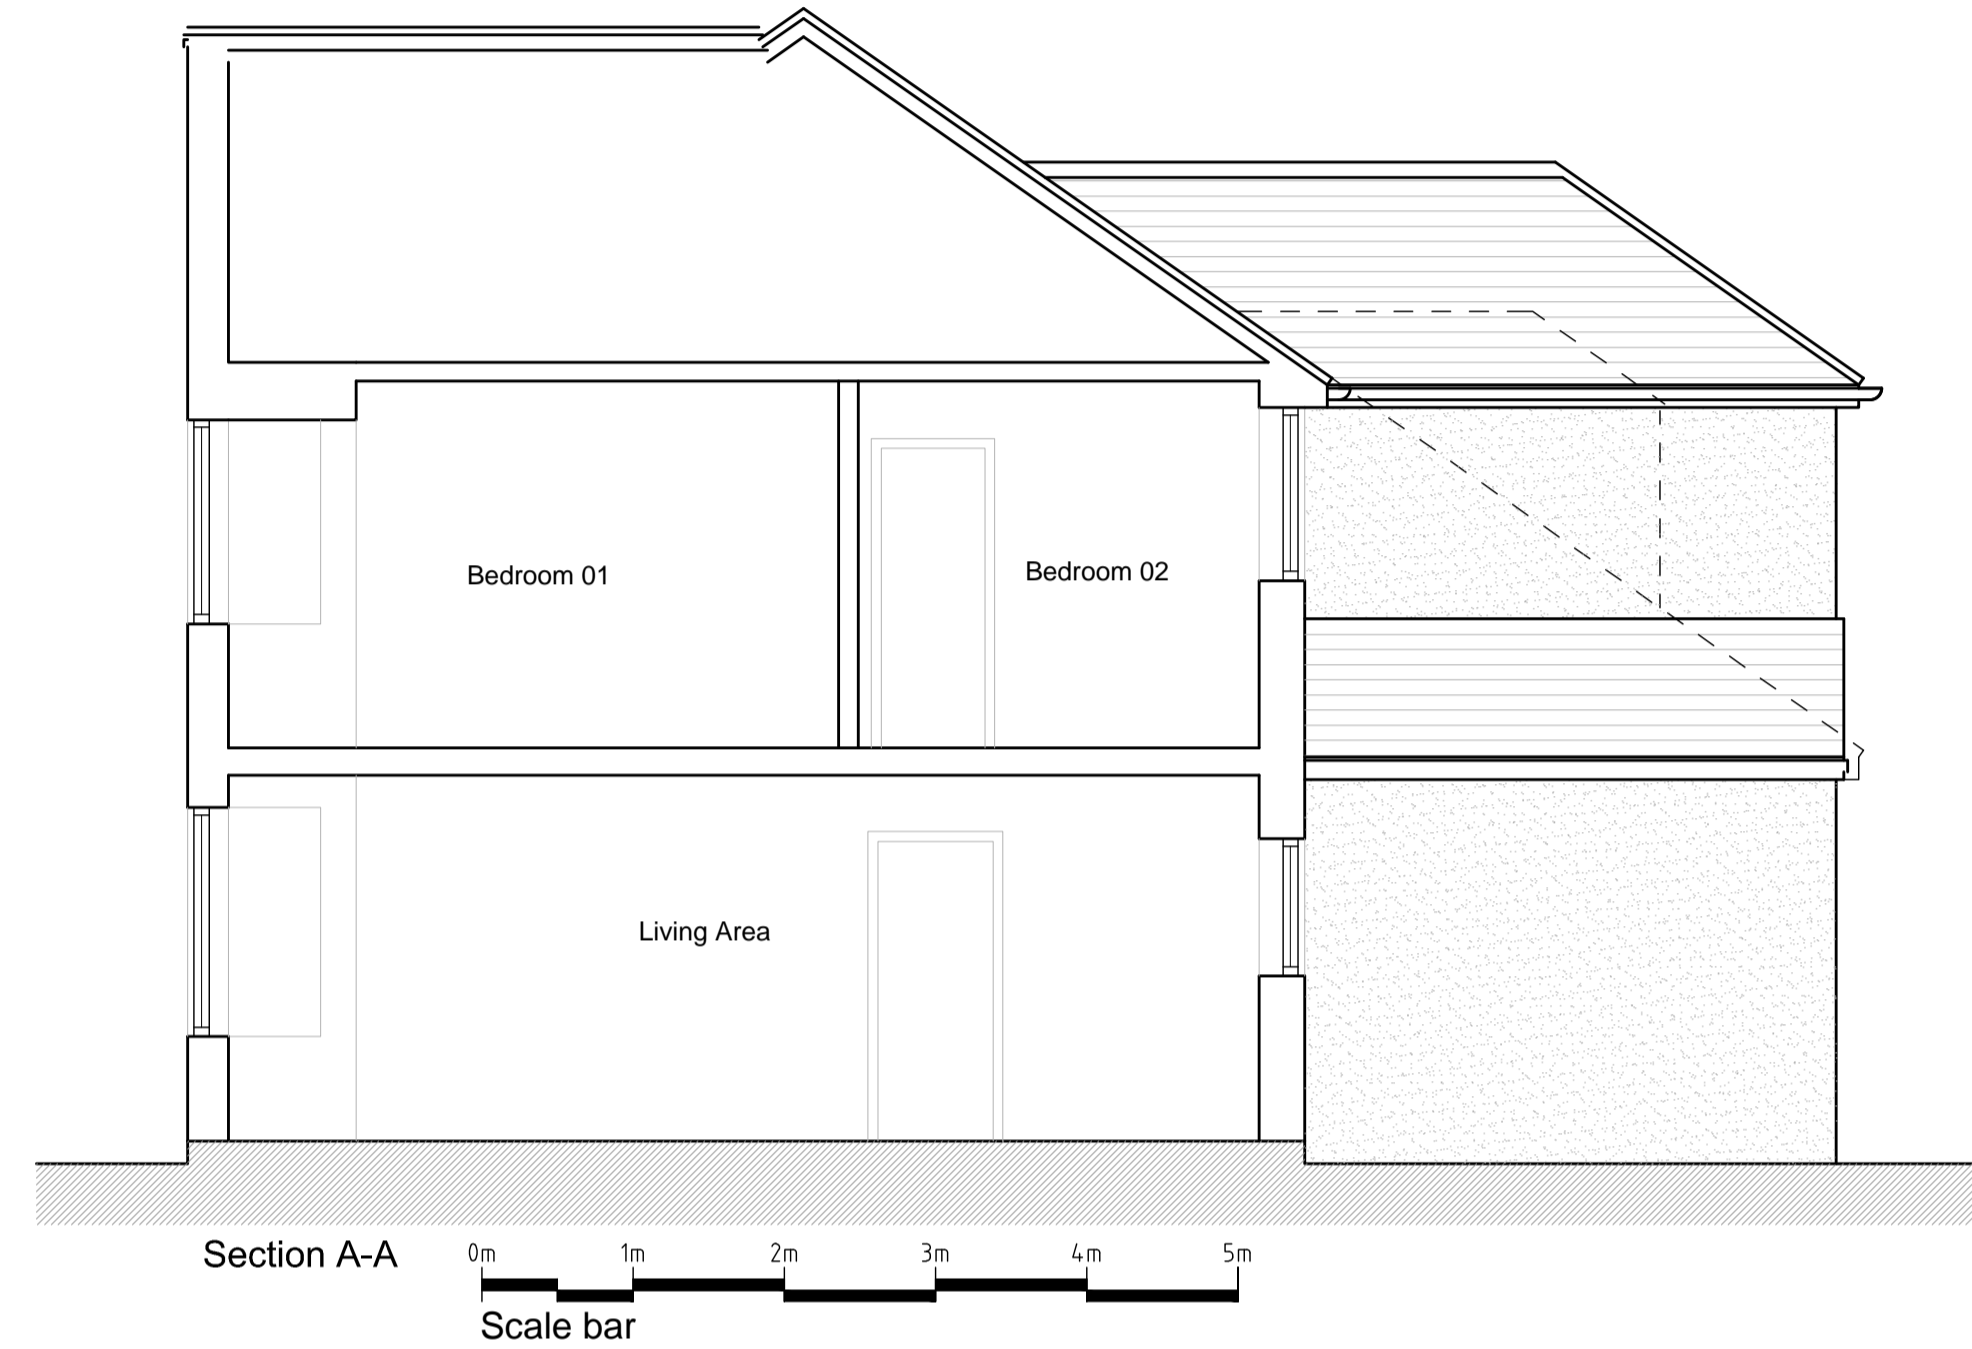 Bedroom 01
Bedroom 02
Living Area
Section A-A
0m 1m 2m 3m 4m 5m
Scale bar